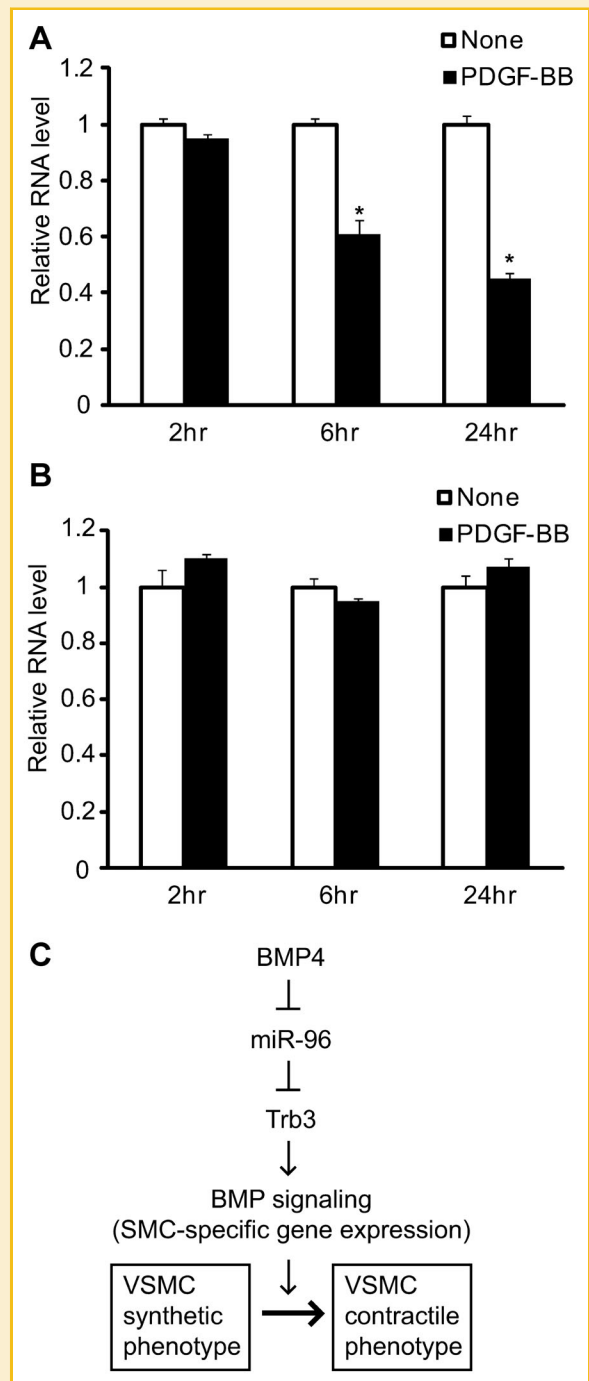 A
None
PDGF-BB
Relative RNA level
1.2
1
0.8
0.6
0.4
0.2
0
*
*
2hr 6hr 24hr
B
None
PDGF-BB
Relative RNA level
1.2
1
0.8
0.6
0.4
0.2
0
2hr 6hr 24hr
C
BMP4
miR-96
Trb3
BMP signaling
(SMC-specific gene expression)
VSMC
synthetic
phenotype
VSMC
contractile
phenotype